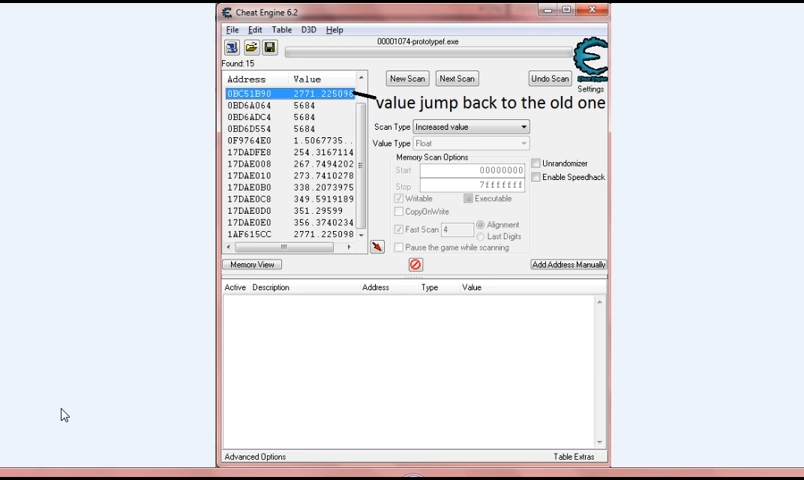 Cheat Engine 6.2
File Edit Table D3D Help
00001074-prototypef.exe
Found: 15
Address Value
0BC51B90 2771.225098
0BD6A064 5684
0BD6ADC4 5684
0BD6D554 5684
0F9764E0 1.5067735..
17DADFE8 254.3167114
17DAE008 267.7494202
17DAE010 273.7410278
17DAE0B0 338.2073975
17DAE0C8 349.5919189
17DAE0D0 351.29599
17DAE0E0 356.3740234
1AF615CC 2771.225098
New Scan Next Scan Undo Scan
Settings
value jump back to the old one
Scan Type Increased value
Value Type Float
Memory Scan Options
Start 00000000
Stop 7fffffff
Writable Executable
CopyOnWrite
Fast Scan 4 Alignment
Last Digits
Pause the game while scanning
Unrandomizer
Enable Speedhack
Memory View
Add Address Manually
Active Description Address Type Value
Advanced Options Table Extras